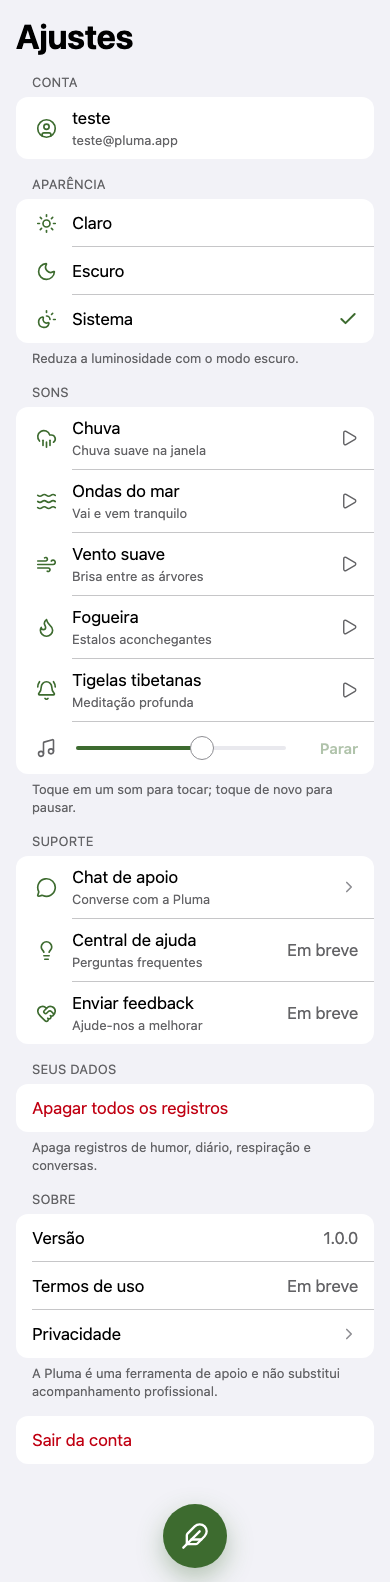 Ajustes
CONTA
teste
teste@pluma.app
APARÊNCIA
Claro
Escuro
Sistema
Reduza a luminosidade com o modo escuro.
SONS
Chuva
Chuva suave na janela
Ondas do mar
Vai e vem tranquilo
Vento suave
Brisa entre as árvores
Fogueira
Estalos aconchegantes
Tigelas tibetanas
Meditação profunda
Parar
Toque em um som para tocar; toque de novo para
pausar.
SUPORTE
Chat de apoio
Converse com a Pluma
Central de ajuda
Perguntas frequentes
Em breve
Enviar feedback
Ajude-nos a melhorar
Em breve
SEUS DADOS
Apagar todos os registros
Apaga registros de humor, diário, respiração e
conversas.
SOBRE
Versão 1.0.0
Termos de uso Em breve
Privacidade
A Pluma é uma ferramenta de apoio e não substitui
acompanhamento profissional.
Sair da conta